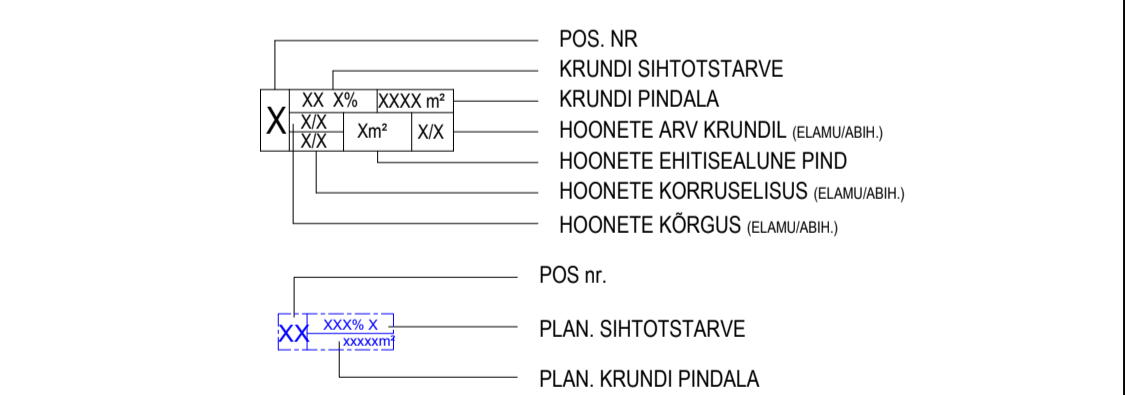 POS. NR
KRUNDI SIHTOTSTARVE
XX X% XXXX m² KRUNDI PINDALA
X X/X Xm² X/X HOONETE ARV KRUNDIL (ELAMU/ABIH.)
X/X
HOONETE EHITISEALUNE PIND
HOONETE KORRUSELISUS (ELAMU/ABIH.)
HOONETE KÕRGUS (ELAMU/ABIH.)
POS nr.
XX XXX% X PLAN. SIHTOTSTARVE
xxxxxm²
PLAN. KRUNDI PINDALA